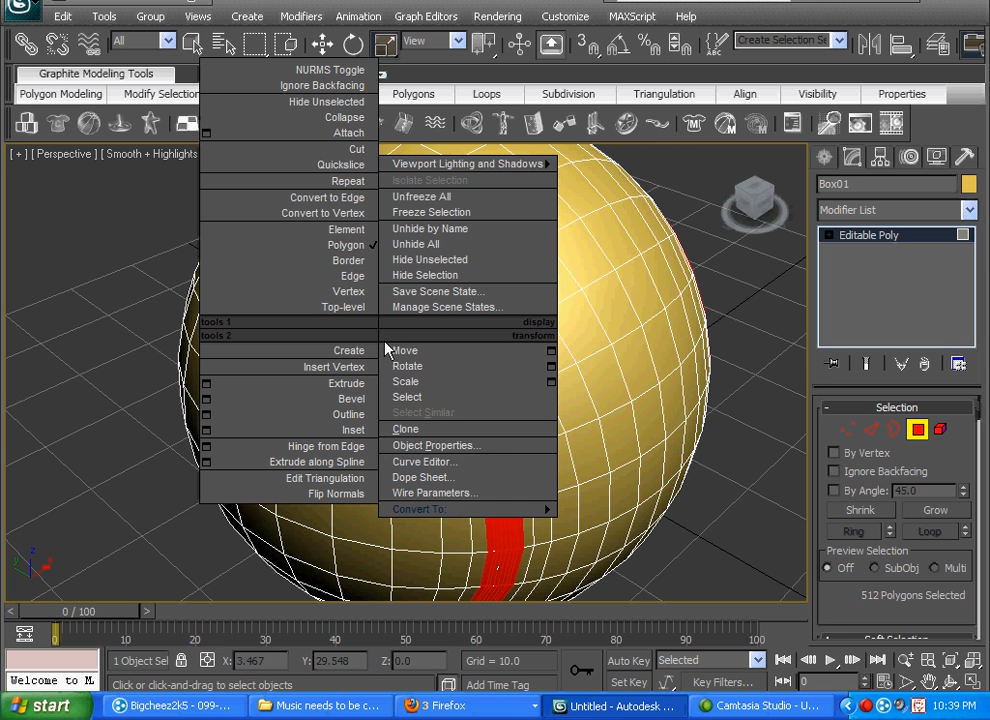 Edit Tools Group Views Create Modifiers Animation Graph Editors Rendering Customize MAXScript Help
All View 3 % ABC Create Selection Se
Graphite Modeling Tools
Polygon Modeling Modify Selection Polygons Loops Subdivision Triangulation Align Visibility Properties
[ + ] [ Perspective ] [ Smooth + Highlights
NURMS Toggle
Ignore Backfacing
Hide Unselected
Collapse
Attach
Cut
Quickslice
Repeat
Convert to Edge
Convert to Vertex
Element
Polygon
Border
Edge
Vertex
Top-level
tools 1
tools 2
Create
Insert Vertex
Extrude
Bevel
Outline
Inset
Hinge from Edge
Extrude along Spline
Edit Triangulation
Flip Normals
Viewport Lighting and Shadows
Isolate Selection
Unfreeze All
Freeze Selection
Unhide by Name
Unhide All
Hide Unselected
Hide Selection
Save Scene State...
Manage Scene States...
display
transform
Move
Rotate
Scale
Select
Select Similar
Clone
Object Properties...
Curve Editor...
Dope Sheet...
Wire Parameters...
Convert To:
Box01
Modifier List
Editable Poly
- Selection
By Vertex
Ignore Backfacing
By Angle: 45.0
Shrink Grow
Ring Loop
Preview Selection
Off SubObj Multi
512 Polygons Selected
Soft Selection
z
y
x
< 0 / 100 >
0 10 20 30 40 50 60 70 80 90 100
1 Object Sel X: 3.467 Y: 29.548 Z: 0.0 Grid = 10.0 Auto Key Selected
Welcome to M Click or click-and-drag to select objects Add Time Tag Set Key Key Filters... 0
start Bigcheez2k5 - 099-... Music needs to be c... 3 Firefox Untitled - Autodesk ... Camtasia Studio - U... 10:39 PM